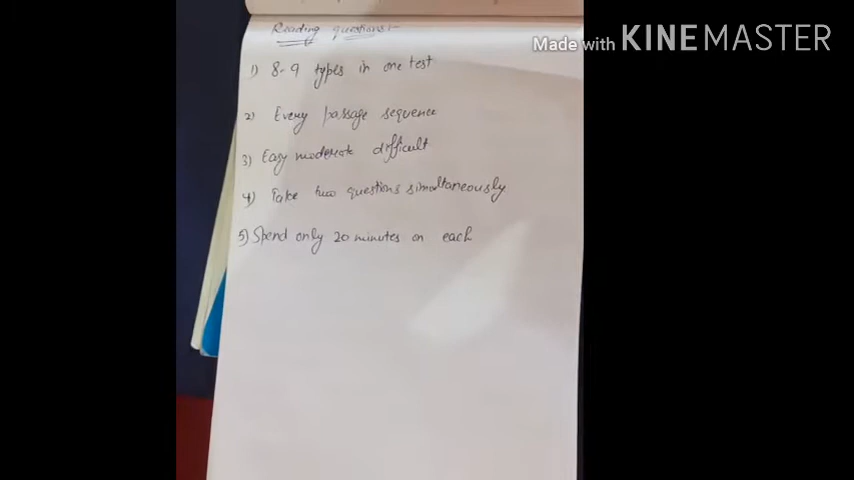 Reading questions:-
Made with KINEMASTER
1) 8-9 types in one test
2) Every passage sequence
3) Easy moderate difficult
4) Take two questions simultaneously
5) Spend only 20 minutes on each